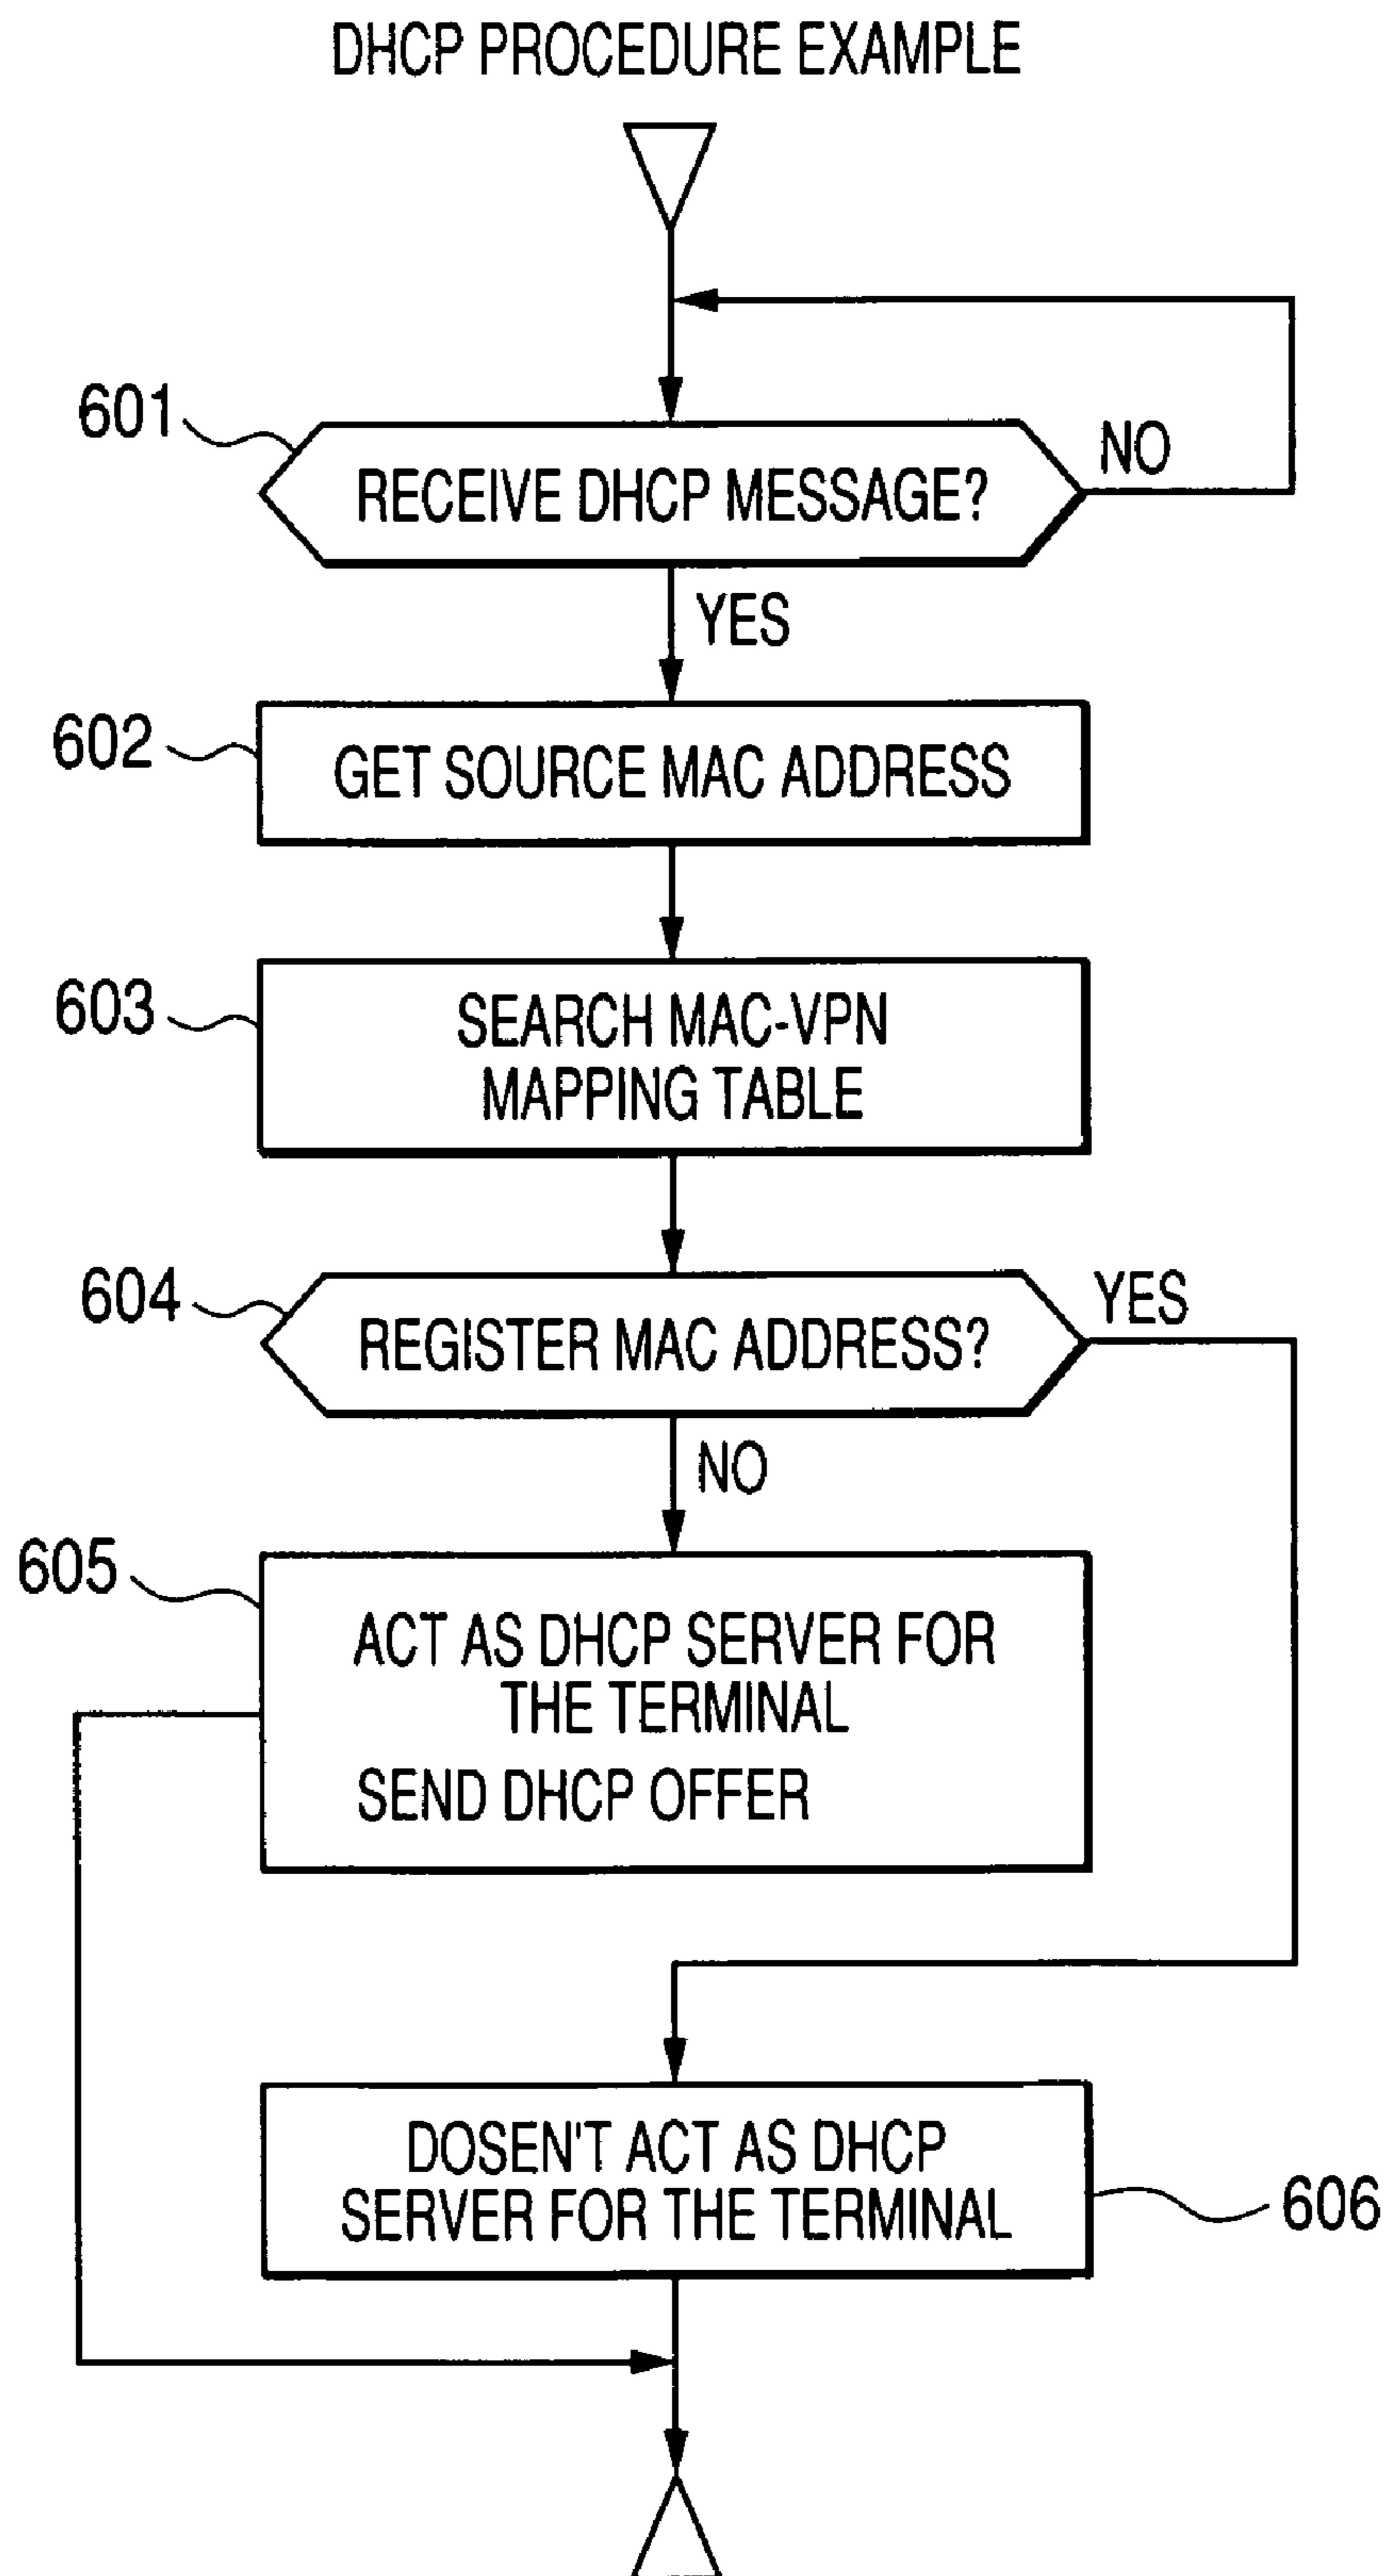 DHCP PROCEDURE EXAMPLE
601
RECEIVE DHCP MESSAGE?
NO
YES
602
GET SOURCE MAC ADDRESS
603
SEARCH MAC-VPN
MAPPING TABLE
604
REGISTER MAC ADDRESS?
YES
NO
605
ACT AS DHCP SERVER FOR
THE TERMINAL
SEND DHCP OFFER
DOSEN'T ACT AS DHCP
SERVER FOR THE TERMINAL
606